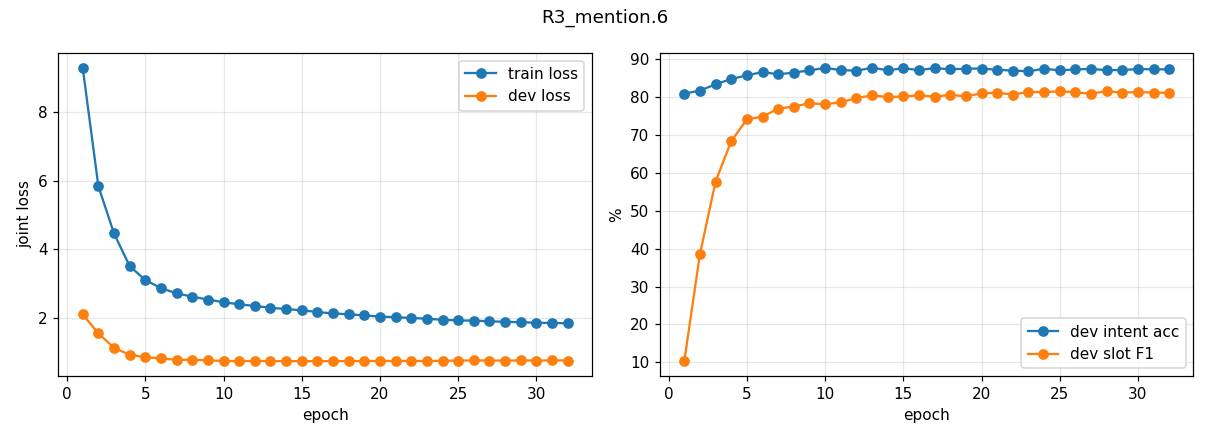 R3_mention.6
joint loss
8
6
4
2
train loss
dev loss
0 5 10 15 20 25 30
epoch
%
90
80
70
60
50
40
30
20
10
dev intent acc
dev slot F1
0 5 10 15 20 25 30
epoch